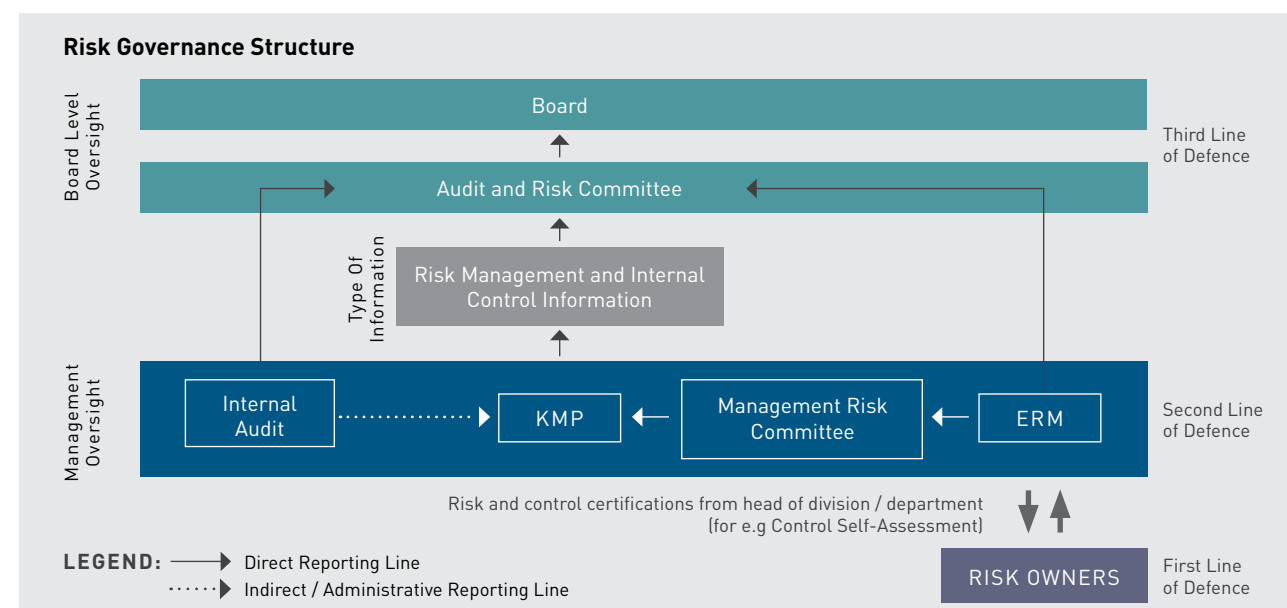 Risk Governance Structure
Board Level
Oversight
Board
Third Line
of Defence
Audit and Risk Committee
Type Of
Information
Risk Management and Internal
Control Information
Management
Oversight
Internal
Audit
KMP
Management Risk
Committee
ERM
Second Line
of Defence
Risk and control certifications from head of division / department
(for e.g Control Self-Assessment)
LEGEND:
Direct Reporting Line
Indirect / Administrative Reporting Line
RISK OWNERS
First Line
of Defence